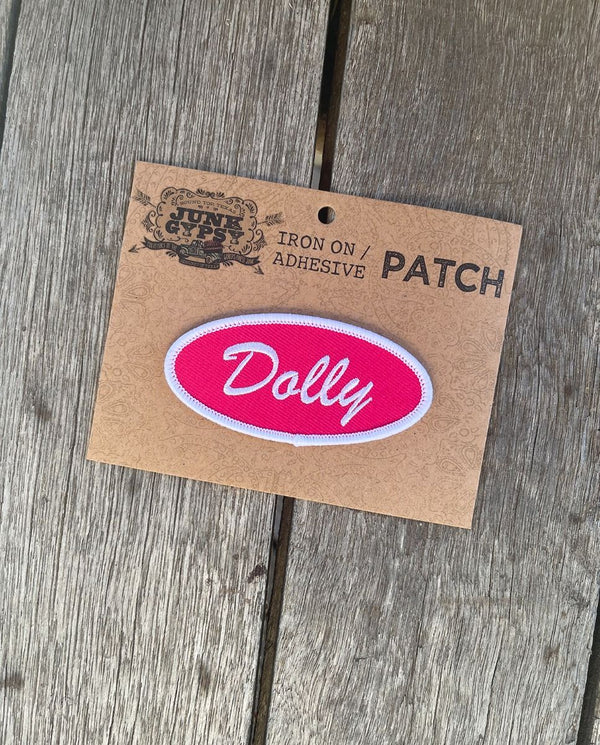 JUNK
GYPSY
IRON ON /
ADHESIVE
PATCH
Dolly